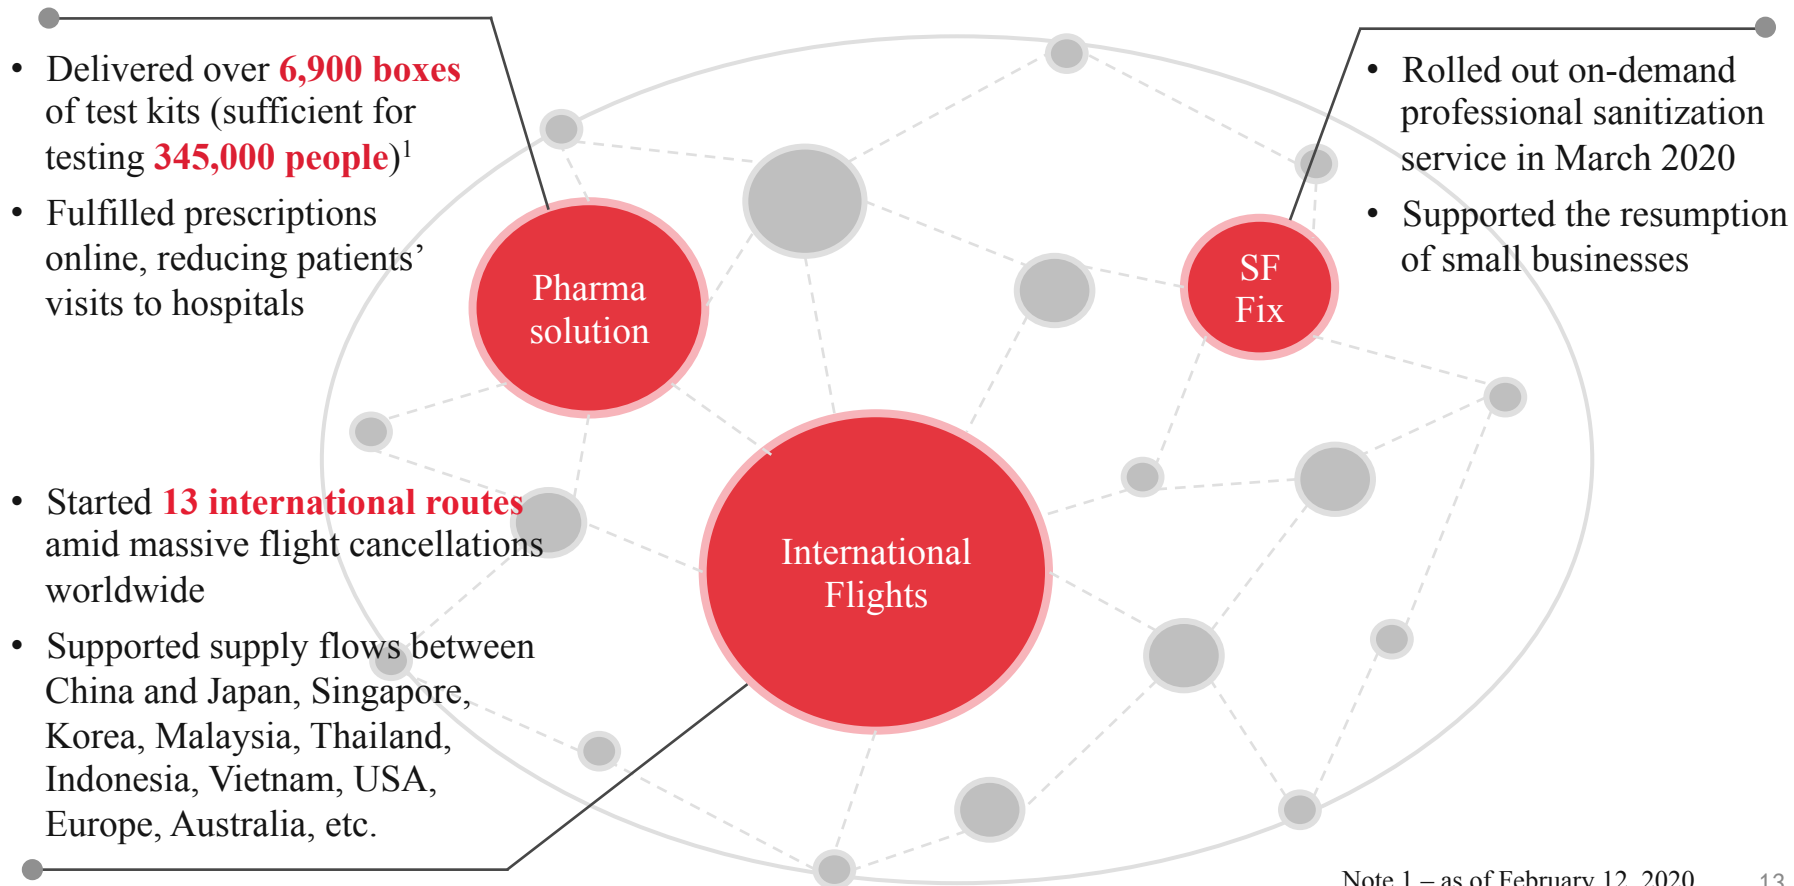 • Delivered over 6,900 boxes
of test kits (sufficient for
testing 345,000 people)1
• Fulfilled prescriptions
online, reducing patients’
visits to hospitals
• Rolled out on-demand
professional sanitization
service in March 2020
• Supported the resumption
of small businesses
Pharma
solution
SF
Fix
• Started 13 international routes
amid massive flight cancellations
worldwide
• Supported supply flows between
China and Japan, Singapore,
Korea, Malaysia, Thailand,
Indonesia, Vietnam, USA,
Europe, Australia, etc.
International
Flights
Note 1 – as of February 12, 2020
13